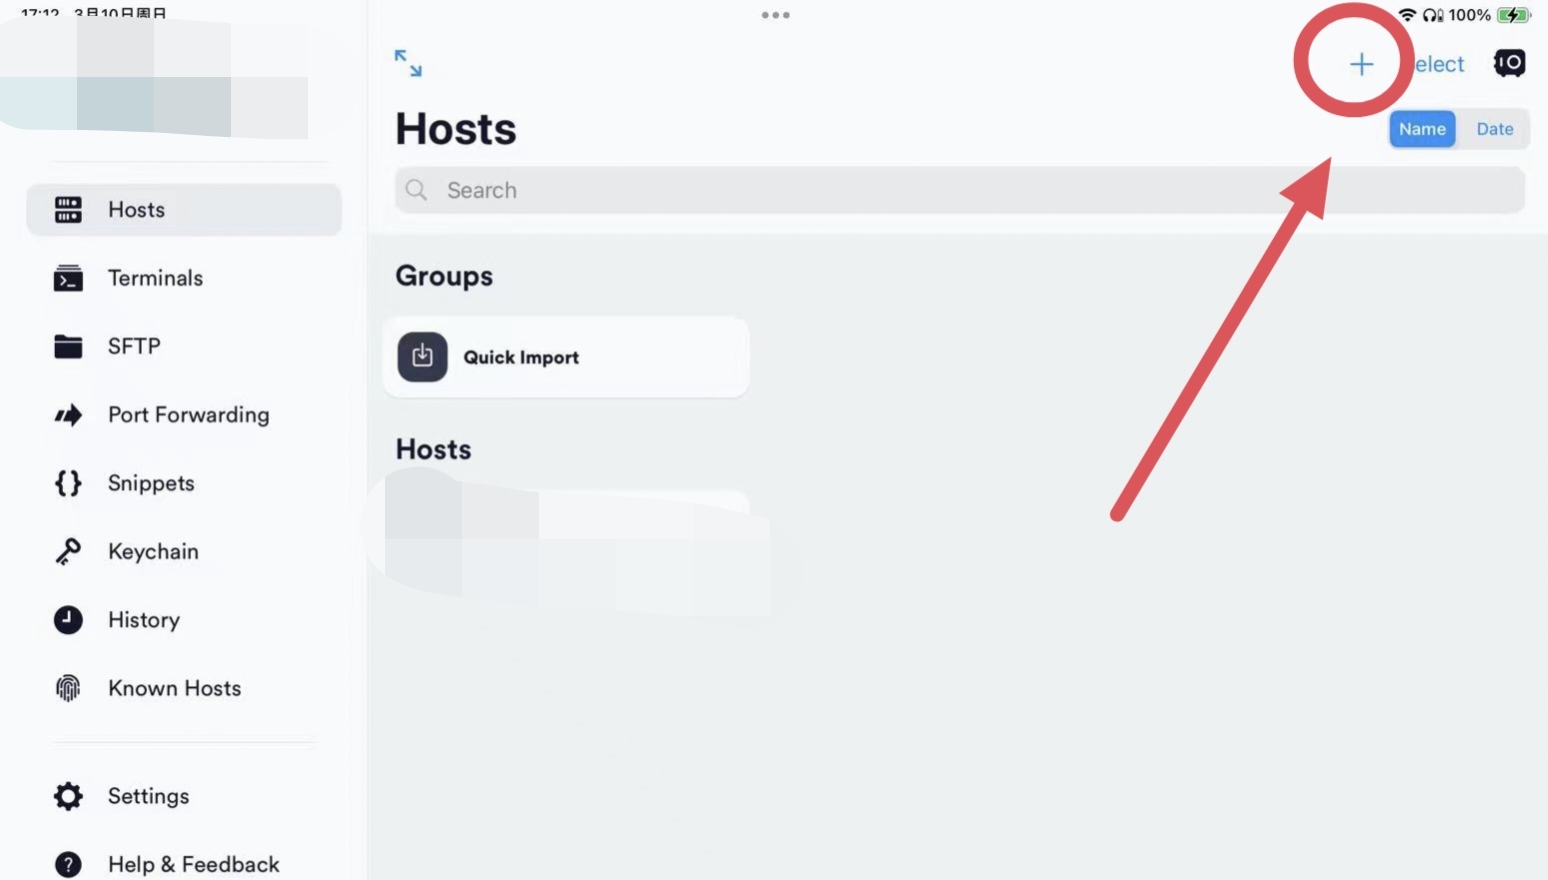 17:12 3月10日周日
100%
elect
Hosts
Name Date
Search
Hosts
Terminals
SFTP
Port Forwarding
Snippets
Keychain
History
Known Hosts
Settings
Help & Feedback
Groups
Quick Import
Hosts